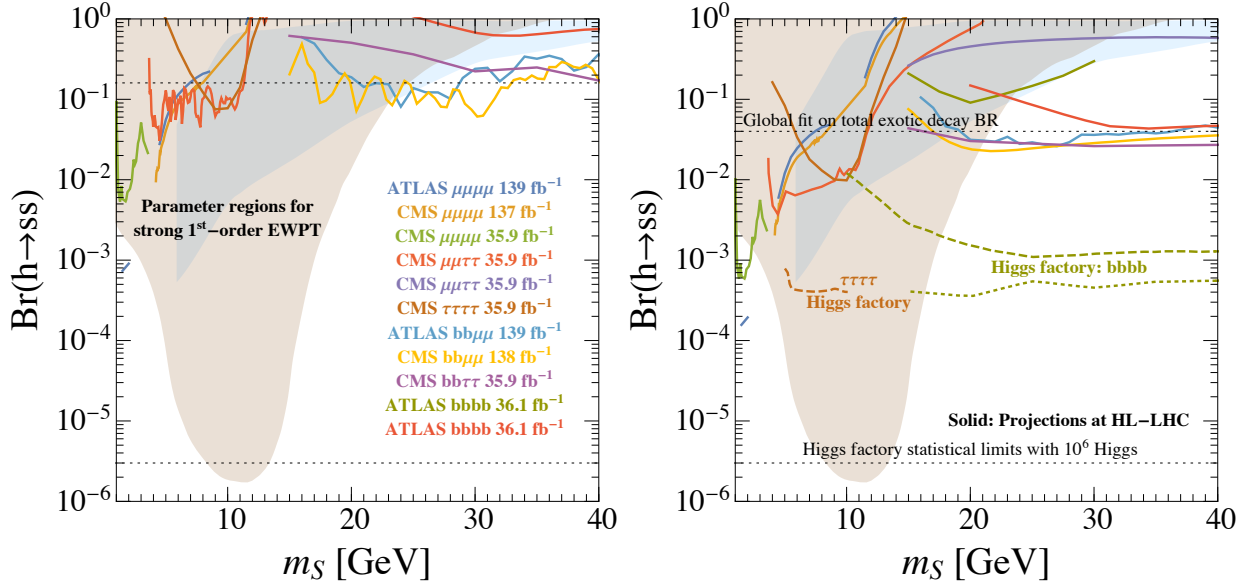 10⁰
10⁻¹
10⁻²
10⁻³
10⁻⁴
10⁻⁵
10⁻⁶
Br(h→ss)
Parameter regions for
strong 1ˢᵗ−order EWPT
ATLAS μμμμ 139 fb⁻¹
CMS μμμμ 137 fb⁻¹
CMS μμμμ 35.9 fb⁻¹
CMS μμττ 35.9 fb⁻¹
CMS μμττ 35.9 fb⁻¹
CMS ττττ 35.9 fb⁻¹
ATLAS bbμμ 139 fb⁻¹
CMS bbμμ 138 fb⁻¹
CMS bbττ 35.9 fb⁻¹
ATLAS bbbb 36.1 fb⁻¹
ATLAS bbbb 36.1 fb⁻¹
10 20 30 40
m_S [GeV]
10⁰
10⁻¹
10⁻²
10⁻³
10⁻⁴
10⁻⁵
10⁻⁶
Br(h→ss)
Global fit on total exotic decay BR
Higgs factory: bbbb
ττττ
Higgs factory
Solid: Projections at HL−LHC
Higgs factory statistical limits with 10⁶ Higgs
10 20 30 40
m_S [GeV]